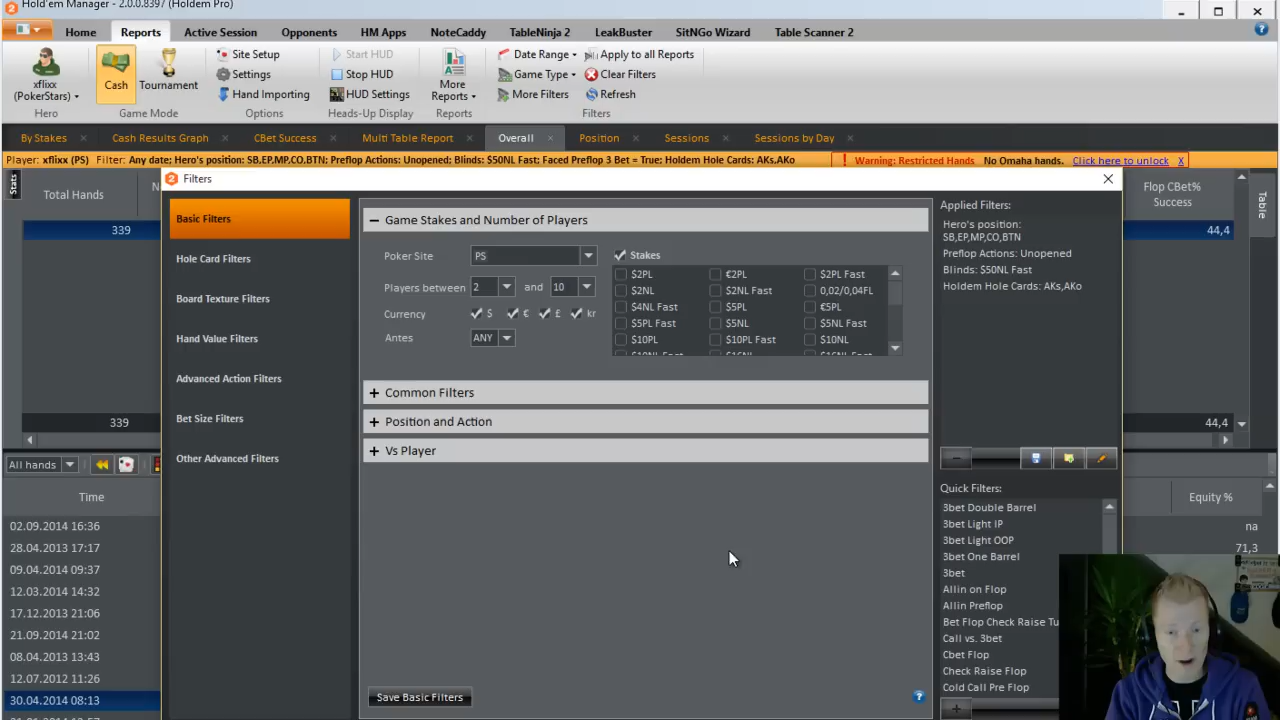 Hold'em Manager - 2.0.0.8397) (Holdem Pro)
Home Reports Active Session Opponents HM Apps NoteCaddy TableNinja 2 LeakBuster SitNGo Wizard Table Scanner 2
xflixx
(PokerStars)
Hero
Cash Tournament
Game Mode
Site Setup
Settings
Hand Importing
Options
Start HUD
Stop HUD
HUD Settings
Heads-Up Display
More
Reports
Reports
Date Range Apply to all Reports
Game Type Clear Filters
More Filters Refresh
Filters
By Stakes Cash Results Graph CBet Success Multi Table Report Overall Position Sessions Sessions by Day
Player: xflixx (PS) Filter: Any date; Hero's position: SB,EP,MP,CO,BTN; Preflop Actions: Unopened; Blinds: $50NL Fast; Faced Preflop 3 Bet = True; Holdem Hole Cards: AKs,AKo
Warning: Restricted Hands No Omaha hands. Click here to unlock X
Stats
Total Hands
339
339
Filters
Basic Filters
Hole Card Filters
Board Texture Filters
Hand Value Filters
Advanced Action Filters
Bet Size Filters
Other Advanced Filters
Game Stakes and Number of Players
Poker Site PS
Players between 2 and 10
Currency $ € £ kr
Antes ANY
Stakes
$2PL €2PL $2PL Fast
$2NL $2NL Fast 0,02/0,04FL
$4NL Fast $5PL €5PL
$5PL Fast $5NL $5NL Fast
$10PL $10PL Fast $10NL
Common Filters
Position and Action
Vs Player
Save Basic Filters
Applied Filters:
Hero's position:
SB,EP,MP,CO,BTN
Preflop Actions: Unopened
Blinds: $50NL Fast
Holdem Hole Cards: AKs,AKo
Quick Filters:
3bet Double Barrel
3bet Light IP
3bet Light OOP
3bet One Barrel
3bet
Allin on Flop
Allin Preflop
Bet Flop Check Raise Tu
Call vs. 3bet
Cbet Flop
Check Raise Flop
Cold Call Pre Flop
Flop CBet%
Success
44,4
44,4
Table
All hands
Time
02.09.2014 16:36
28.04.2013 17:17
09.04.2014 09:37
12.03.2014 14:32
17.12.2013 21:06
21.09.2014 21:02
08.04.2013 13:43
12.07.2012 11:26
30.04.2014 08:13
Equity %
na
71,3